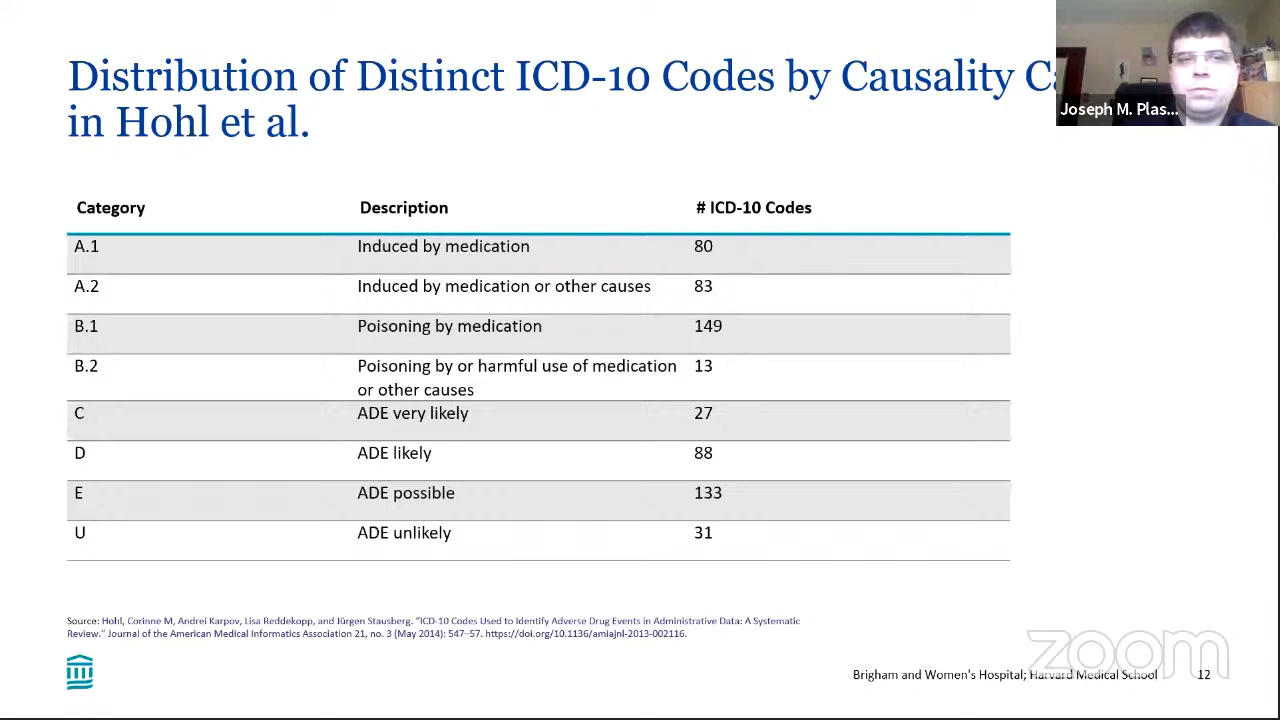 Distribution of Distinct ICD-10 Codes by Causality
in Hohl et al.
Joseph M. Plas...
Category Description # ICD-10 Codes
A.1 Induced by medication 80
A.2 Induced by medication or other causes 83
B.1 Poisoning by medication 149
B.2 Poisoning by or harmful use of medication 13
or other causes
C ADE very likely 27
D ADE likely 88
E ADE possible 133
U ADE unlikely 31
Source: Hohl, Corinne M, Andrei Karpov, Lisa Reddekopp, and Jürgen Stausberg. “ICD-10 Codes Used to Identify Adverse Drug Events in Administrative Data: A Systematic
Review.” Journal of the American Medical Informatics Association 21, no. 3 (May 2014): 547–57. https://doi.org/10.1136/amiajnl-2013-002116.
zoom
Brigham and Women's Hospital; Harvard Medical School 12